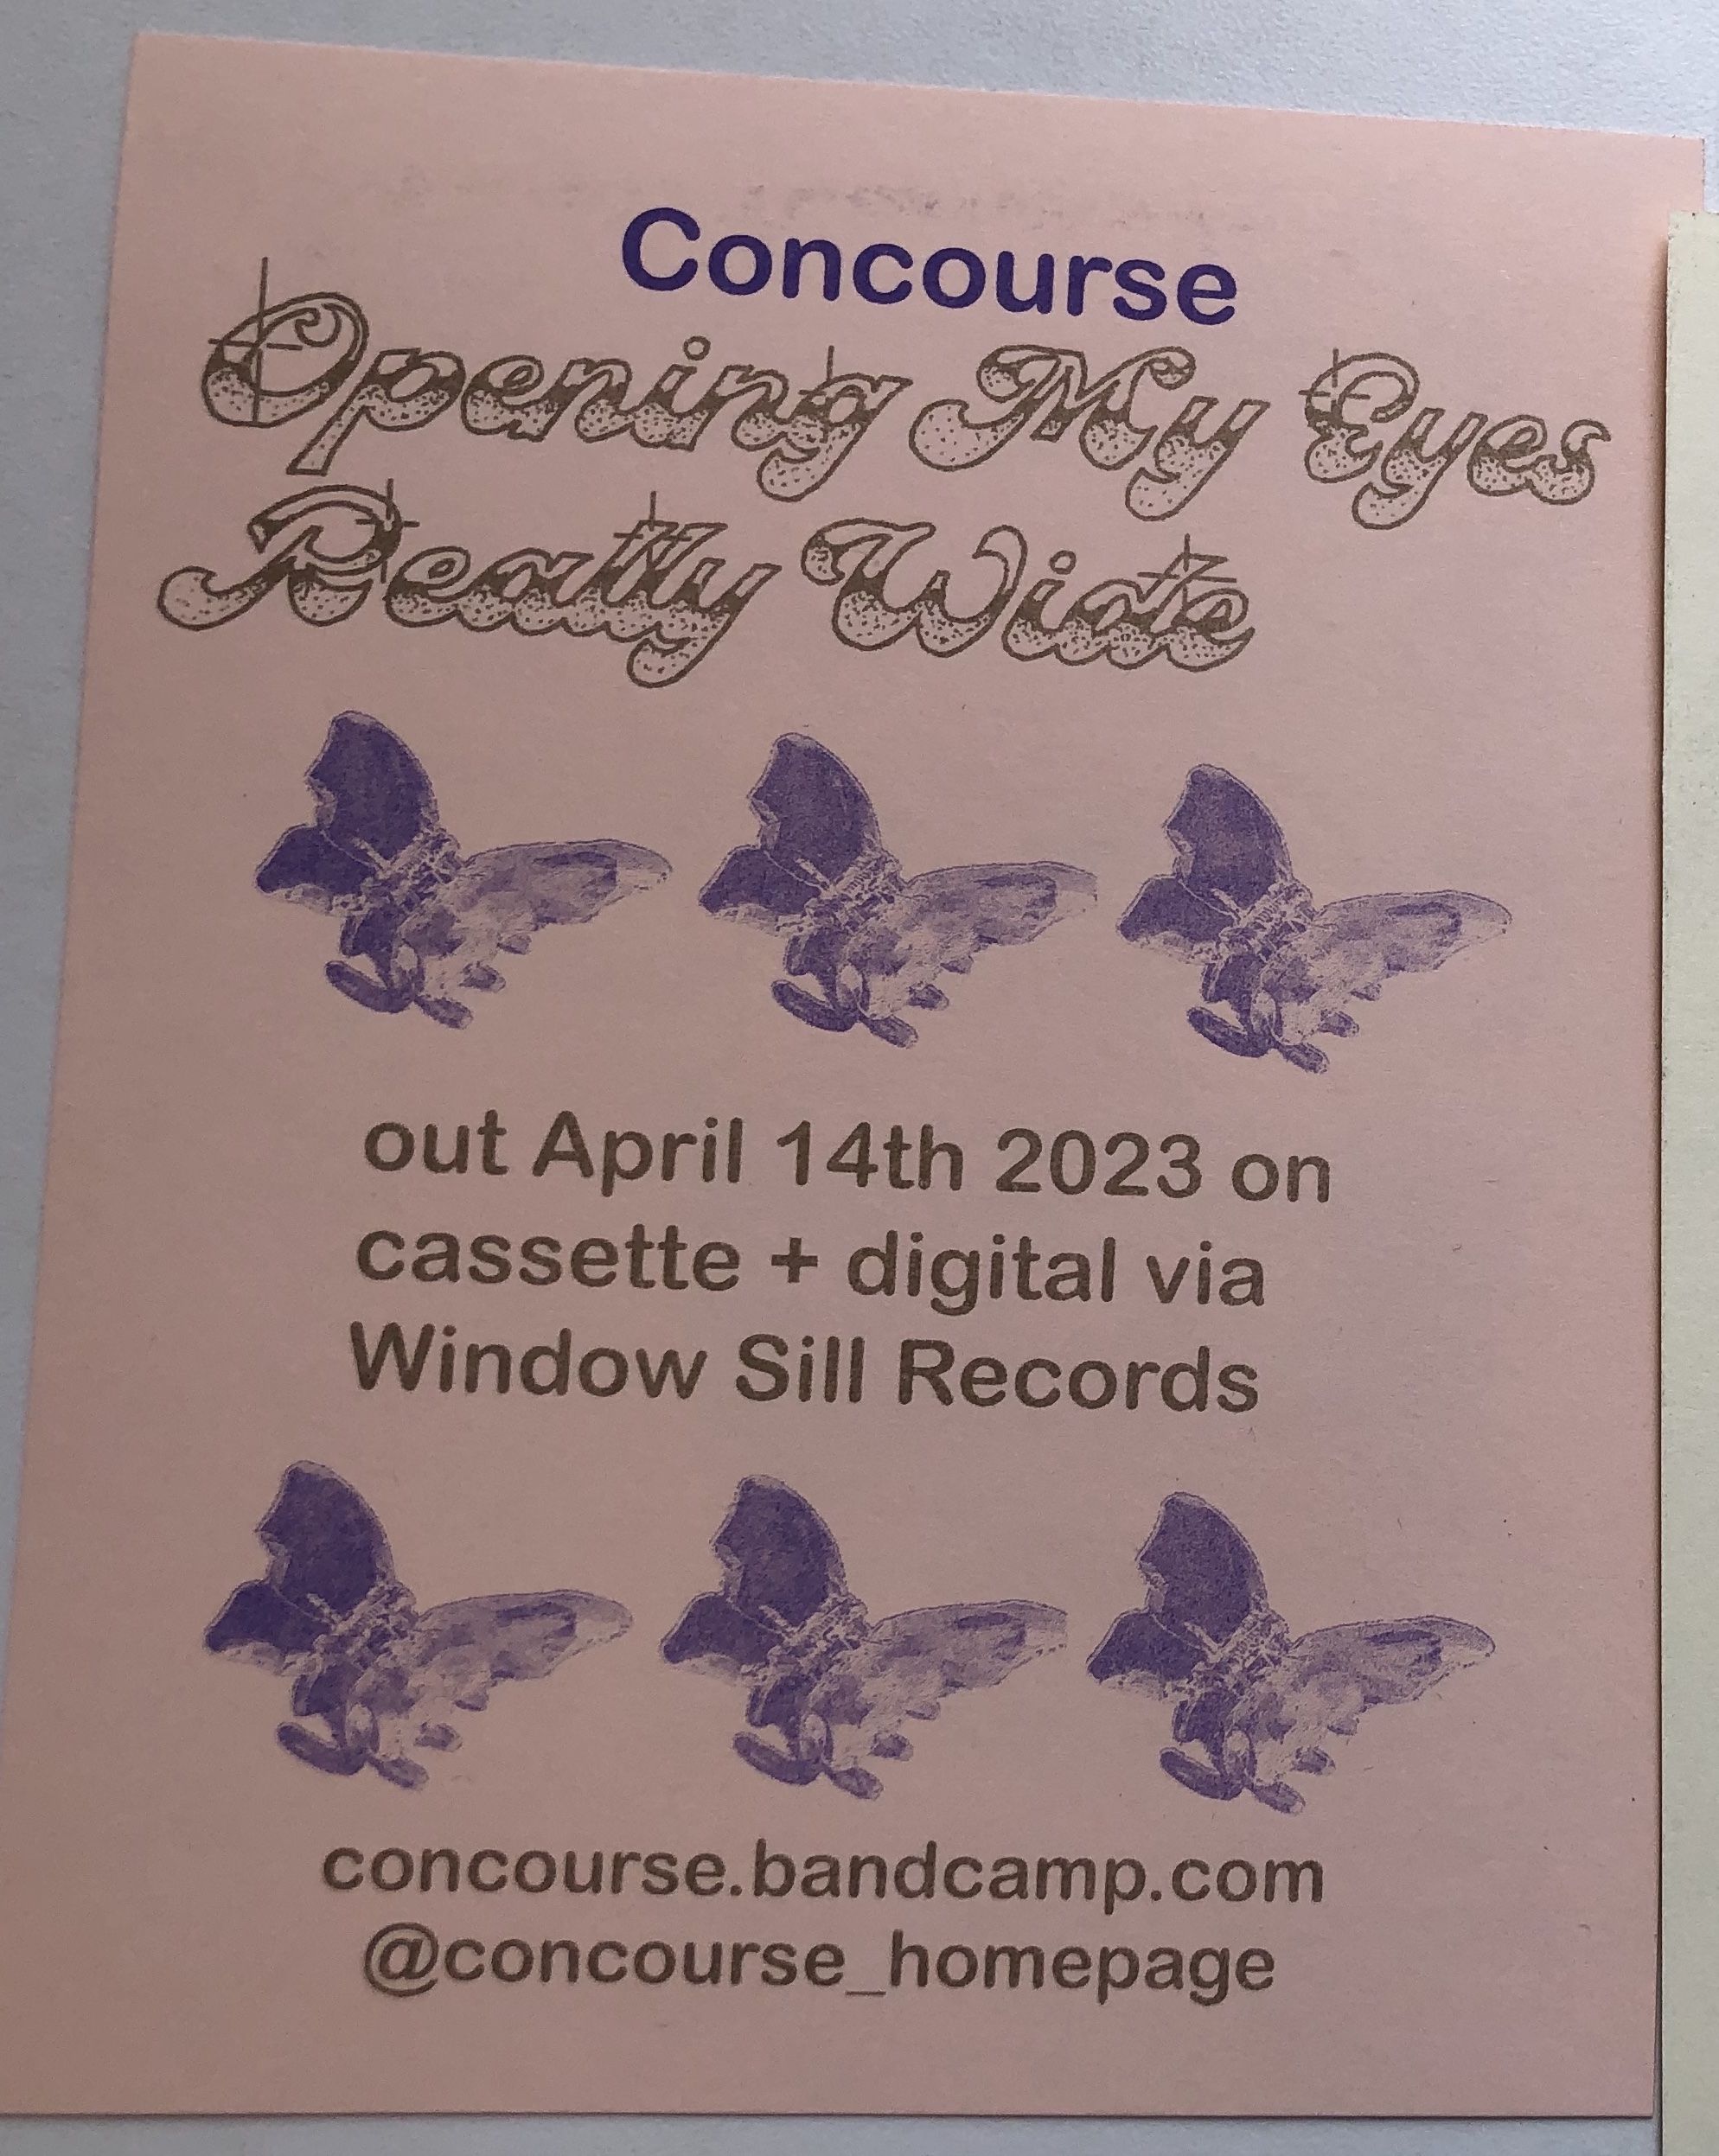 Concourse
Opening My Eyes
Really Wide
out April 14th 2023 on
cassette + digital via
Window Sill Records
concourse.bandcamp.com
@concourse_homepage